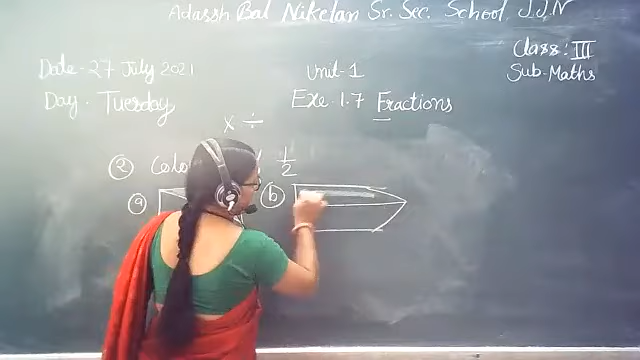 Adassh Bal Niketan Sr. Sec. School, JJN
Class: III
Date - 27 July 2021
Unit-1
Sub-Maths
Day. Tuesday
Exe. 1.7 Fractions
× ÷
② Colo
1/2
ⓐ
ⓑ